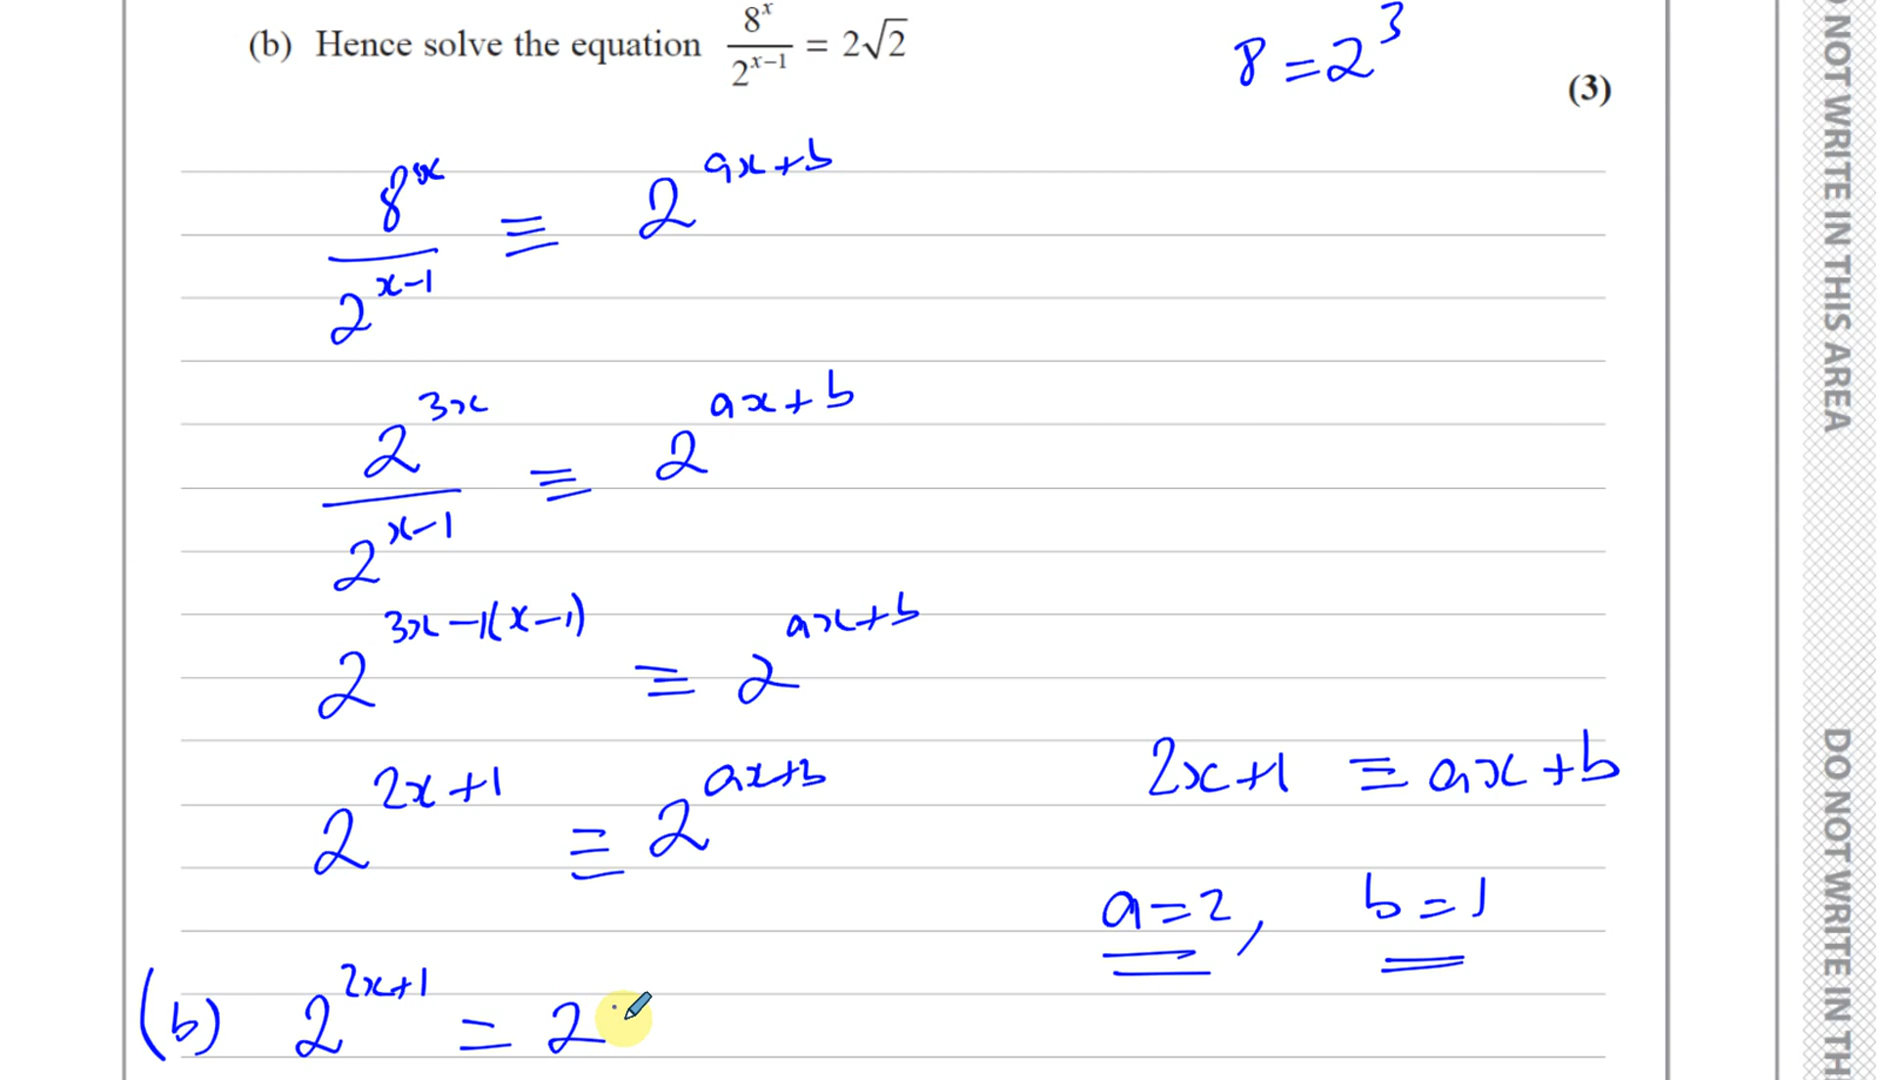 (b) Hence solve the equation 8^x / 2^(x−1) = 2√2
8 = 2^3
(3)
8^x / 2^(x−1) ≡ 2^(ax+b)
2^(3x) / 2^(x−1) ≡ 2^(ax+b)
2^(3x−1(x−1)) ≡ 2^(ax+b)
2^(2x+1) ≡ 2^(ax+b)
2x+1 ≡ ax+b
a=2, b=1
(b) 2^(2x+1) = 2
NOT WRITE IN THIS AREA
DO NOT WRITE IN TH